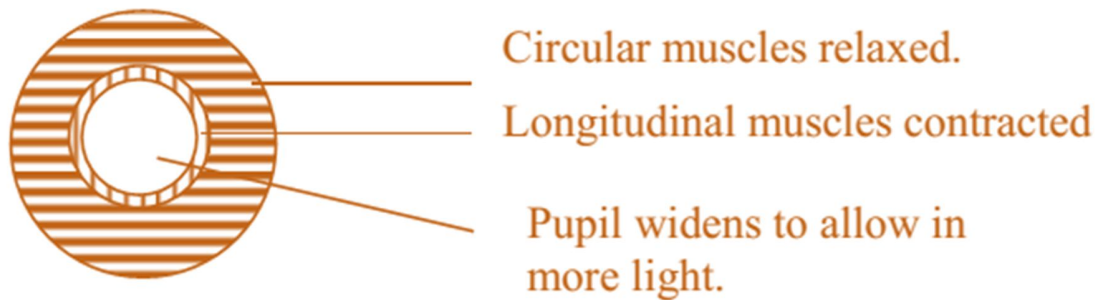 Circular muscles relaxed.
Longitudinal muscles contracted
Pupil widens to allow in
more light.